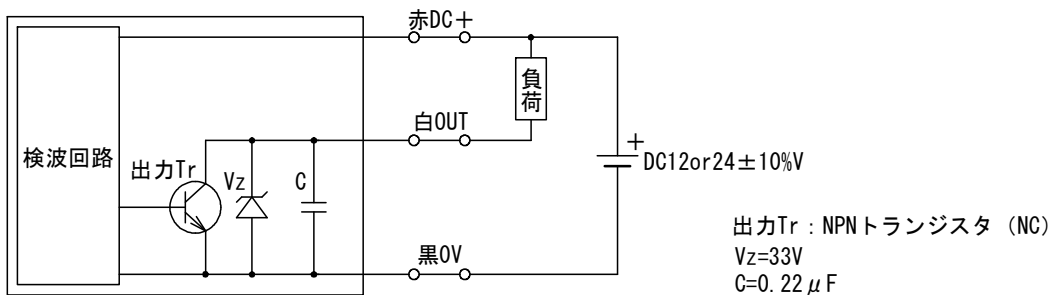 赤DC＋
負荷
白OUT
検波回路
出力Tr
Vz
C
+
DC12or24±10%V
黒0V
出力Tr：NPNトランジスタ（NC）
Vz=33V
C=0.22μF